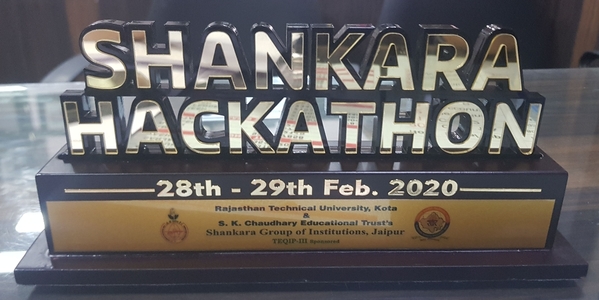 SHANKARA
HACKATHON
28th - 29th Feb. 2020
Rajasthan Technical University, Kota
&
S. K. Chaudhary Educational Trust's
Shankara Group of Institutions, Jaipur
TEQIP-III Sponsored